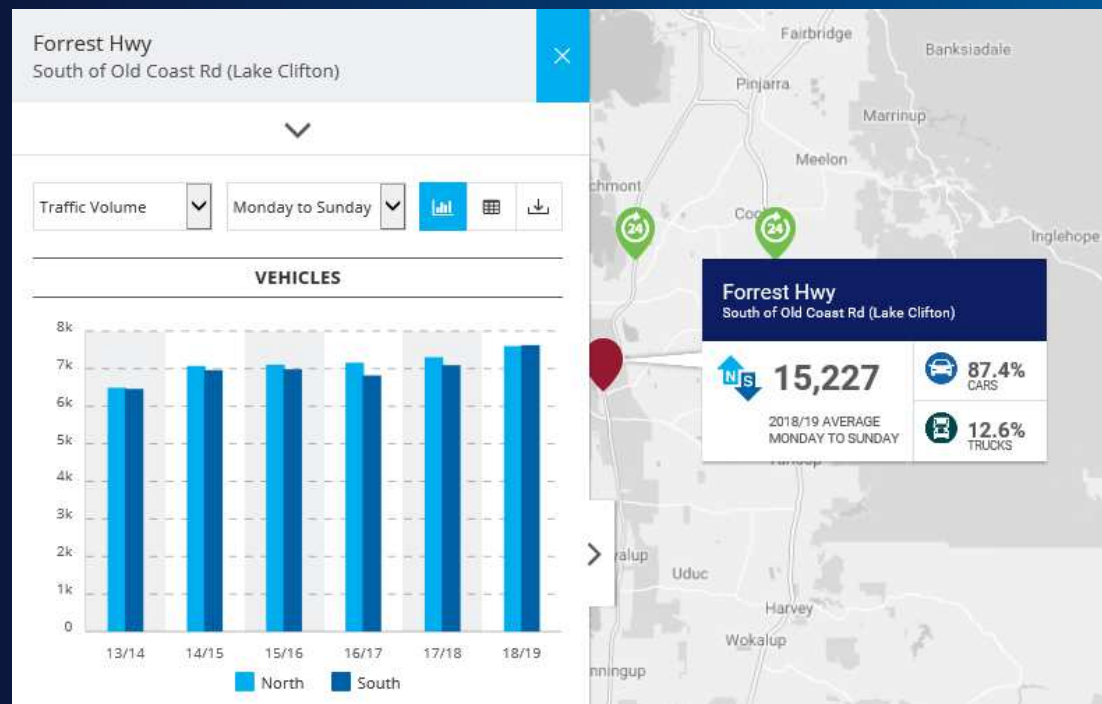 Forrest Hwy
South of Old Coast Rd (Lake Clifton)
Traffic Volume
Monday to Sunday
VEHICLES
8k
7k
6k
5k
4k
3k
2k
1k
0
13/14 14/15 15/16 16/17 17/18 18/19
North South
Fairbridge
Banksiadale
Pinjarra
Marrinup
Meelon
chmont
24
24
Inglehope
Forrest Hwy
South of Old Coast Rd (Lake Clifton)
N S
15,227
2018/19 AVERAGE
MONDAY TO SUNDAY
87.4%
CARS
12.6%
TRUCKS
alup
Uduc
Harvey
Wokalup
nningup